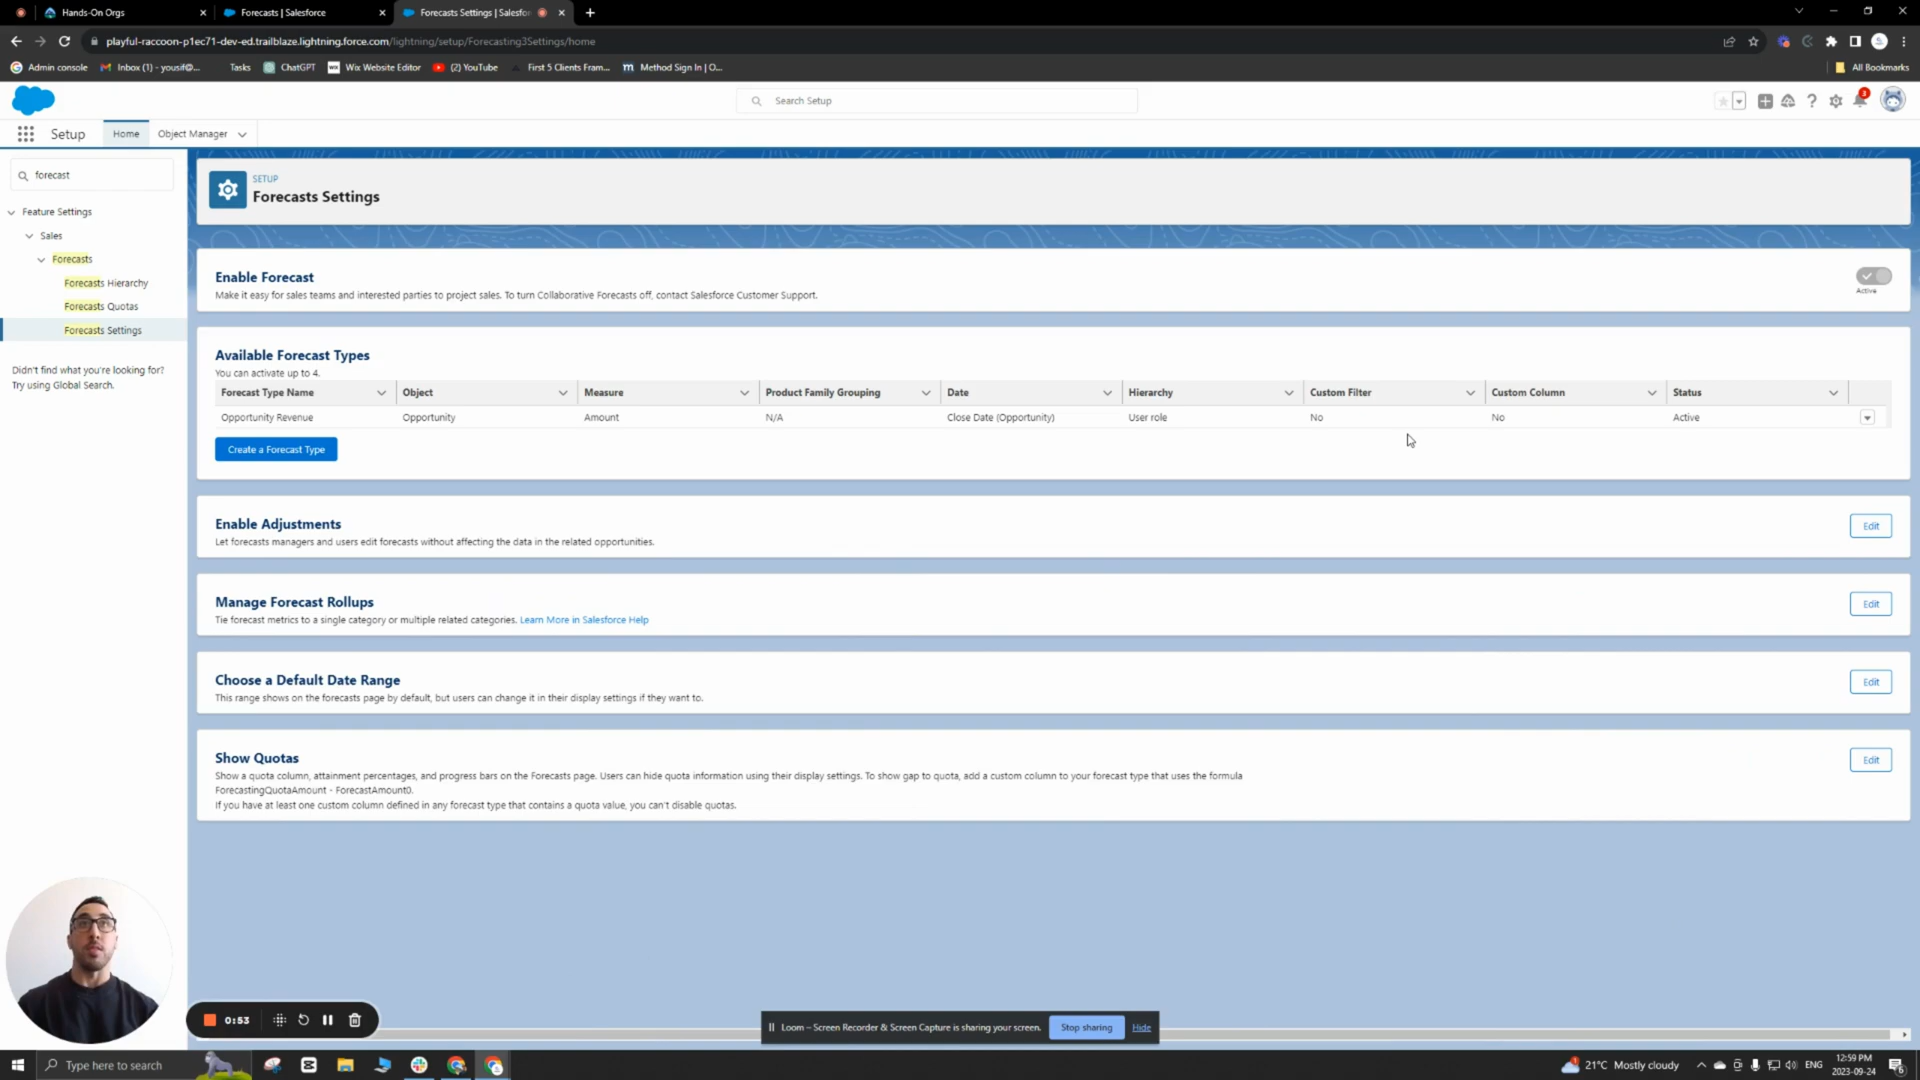 Hands-On Orgs
Forecasts | Salesforce
Forecasts Settings | Salesfor
playful-raccoon-p1ec71-dev-ed.trailblaze.lightning.force.com/lightning/setup/Forecasting3Settings/home
Admin console
Inbox (1) - yousif@...
Tasks
ChatGPT
Wix Website Editor
(2) YouTube
First 5 Clients Fram...
Method Sign In | O...
All Bookmarks
Search Setup
3
Setup
Home
Object Manager
forecast
Feature Settings
Sales
Forecasts
Forecasts Hierarchy
Forecasts Quotas
Forecasts Settings
Didn't find what you're looking for?
Try using Global Search.
SETUP
Forecasts Settings
Enable Forecast
Make it easy for sales teams and interested parties to project sales. To turn Collaborative Forecasts off, contact Salesforce Customer Support.
Active
Available Forecast Types
You can activate up to 4.
Forecast Type Name Object Measure Product Family Grouping Date Hierarchy Custom Filter Custom Column Status
Opportunity Revenue Opportunity Amount N/A Close Date (Opportunity) User role No No Active
Create a Forecast Type
Enable Adjustments
Let forecasts managers and users edit forecasts without affecting the data in the related opportunities.
Edit
Manage Forecast Rollups
Tie forecast metrics to a single category or multiple related categories. Learn More in Salesforce Help
Edit
Choose a Default Date Range
This range shows on the forecasts page by default, but users can change it in their display settings if they want to.
Edit
Show Quotas
Show a quota column, attainment percentages, and progress bars on the Forecasts page. Users can hide quota information using their display settings. To show gap to quota, add a custom column to your forecast type that uses the formula
ForecastingQuotaAmount - ForecastAmount0.
If you have at least one custom column defined in any forecast type that contains a quota value, you can't disable quotas.
Edit
0:53
Loom – Screen Recorder & Screen Capture is sharing your screen.
Stop sharing
Hide
Type here to search
21°C Mostly cloudy
ENG
12:59 PM
2023-09-24